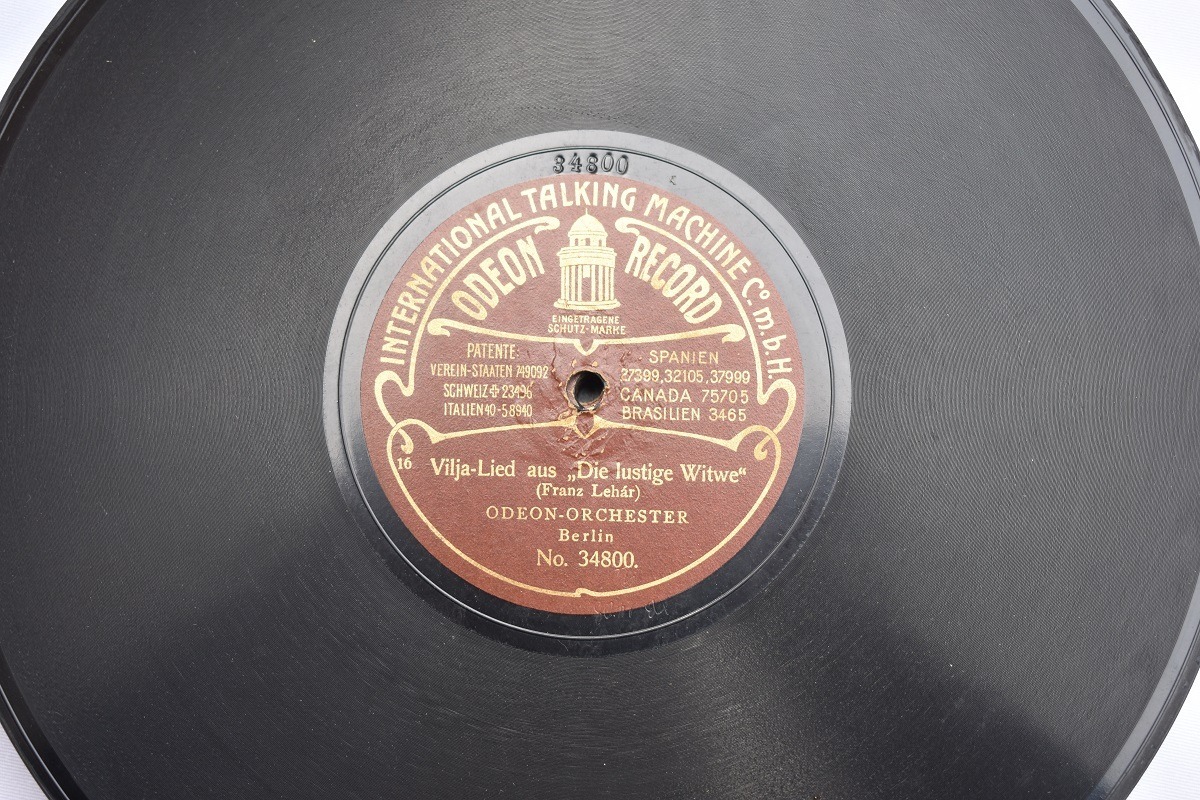 34800
INTERNATIONAL TALKING MACHINE Co. m.b.H.
ODEON RECORD
EINGETRAGENE
SCHUTZ-MARKE
PATENTE:
VEREIN-STAATEN 749092
SCHWEIZ 23496
ITALIEN 40-58940
SPANIEN
27399, 32105, 37999
CANADA 75705
BRASILIEN 3465
16 Vilja-Lied aus „Die lustige Witwe“
(Franz Lehár)
ODEON-ORCHESTER
Berlin
No. 34800.